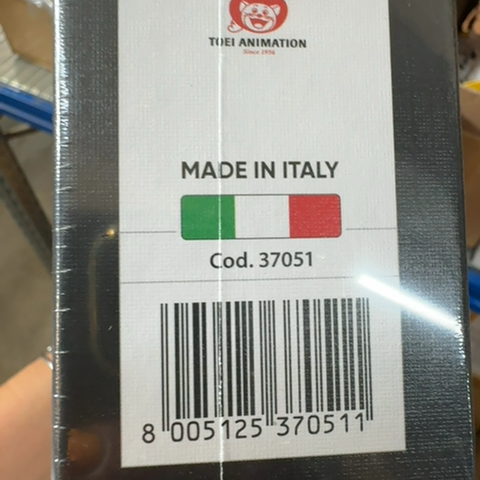 TOEI ANIMATION
Since 1956
MADE IN ITALY
Cod. 37051
8 005125 370511